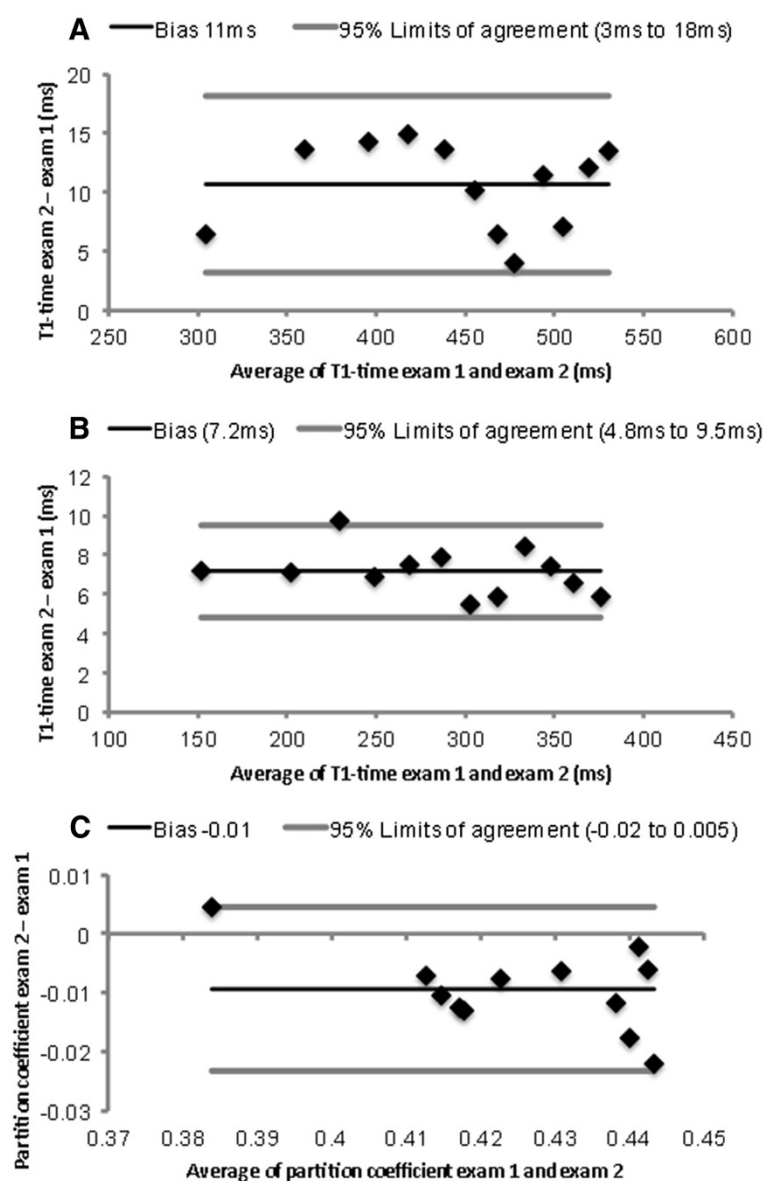 A
Bias 11ms
95% Limits of agreement (3ms to 18ms)
T1-time exam 2 – exam 1 (ms)
20
15
10
5
0
250 300 350 400 450 500 550 600
Average of T1-time exam 1 and exam 2 (ms)
B
Bias (7.2ms)
95% Limits of agreement (4.8ms to 9.5ms)
T1-time exam 2 – exam 1 (ms)
12
10
8
6
4
2
0
100 150 200 250 300 350 400 450
Average of T1-time exam 1 and exam 2 (ms)
C
Bias -0.01
95% Limits of agreement (-0.02 to 0.005)
Partition coefficient exam 2 – exam 1
0.01
0
-0.01
-0.02
-0.03
0.37 0.38 0.39 0.4 0.41 0.42 0.43 0.44 0.45
Average of partition coefficient exam 1 and exam 2